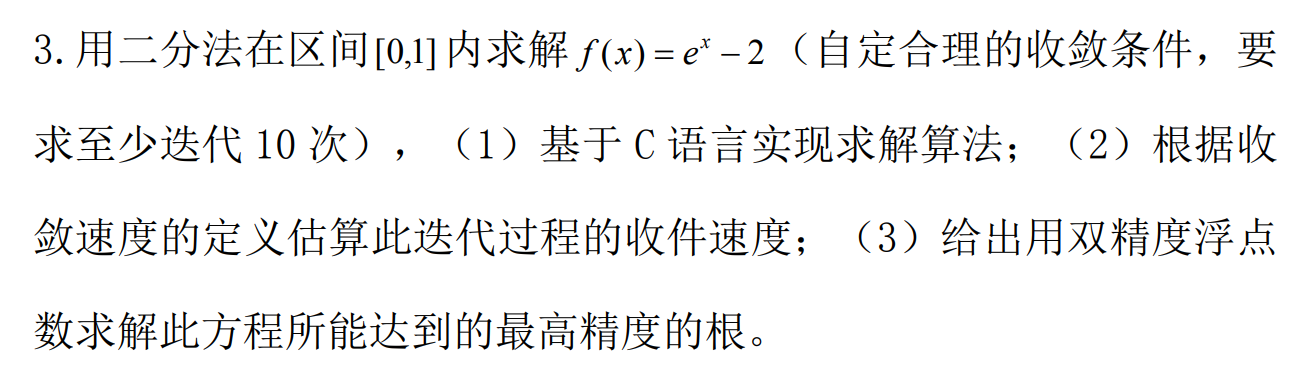 3. 用二分法在区间[0,1]内求解 f(x) = eˣ − 2（自定合理的收敛条件，要
求至少迭代 10 次），（1）基于 C 语言实现求解算法；（2）根据收
敛速度的定义估算此迭代过程的收件速度；（3）给出用双精度浮点
数求解此方程所能达到的最高精度的根。